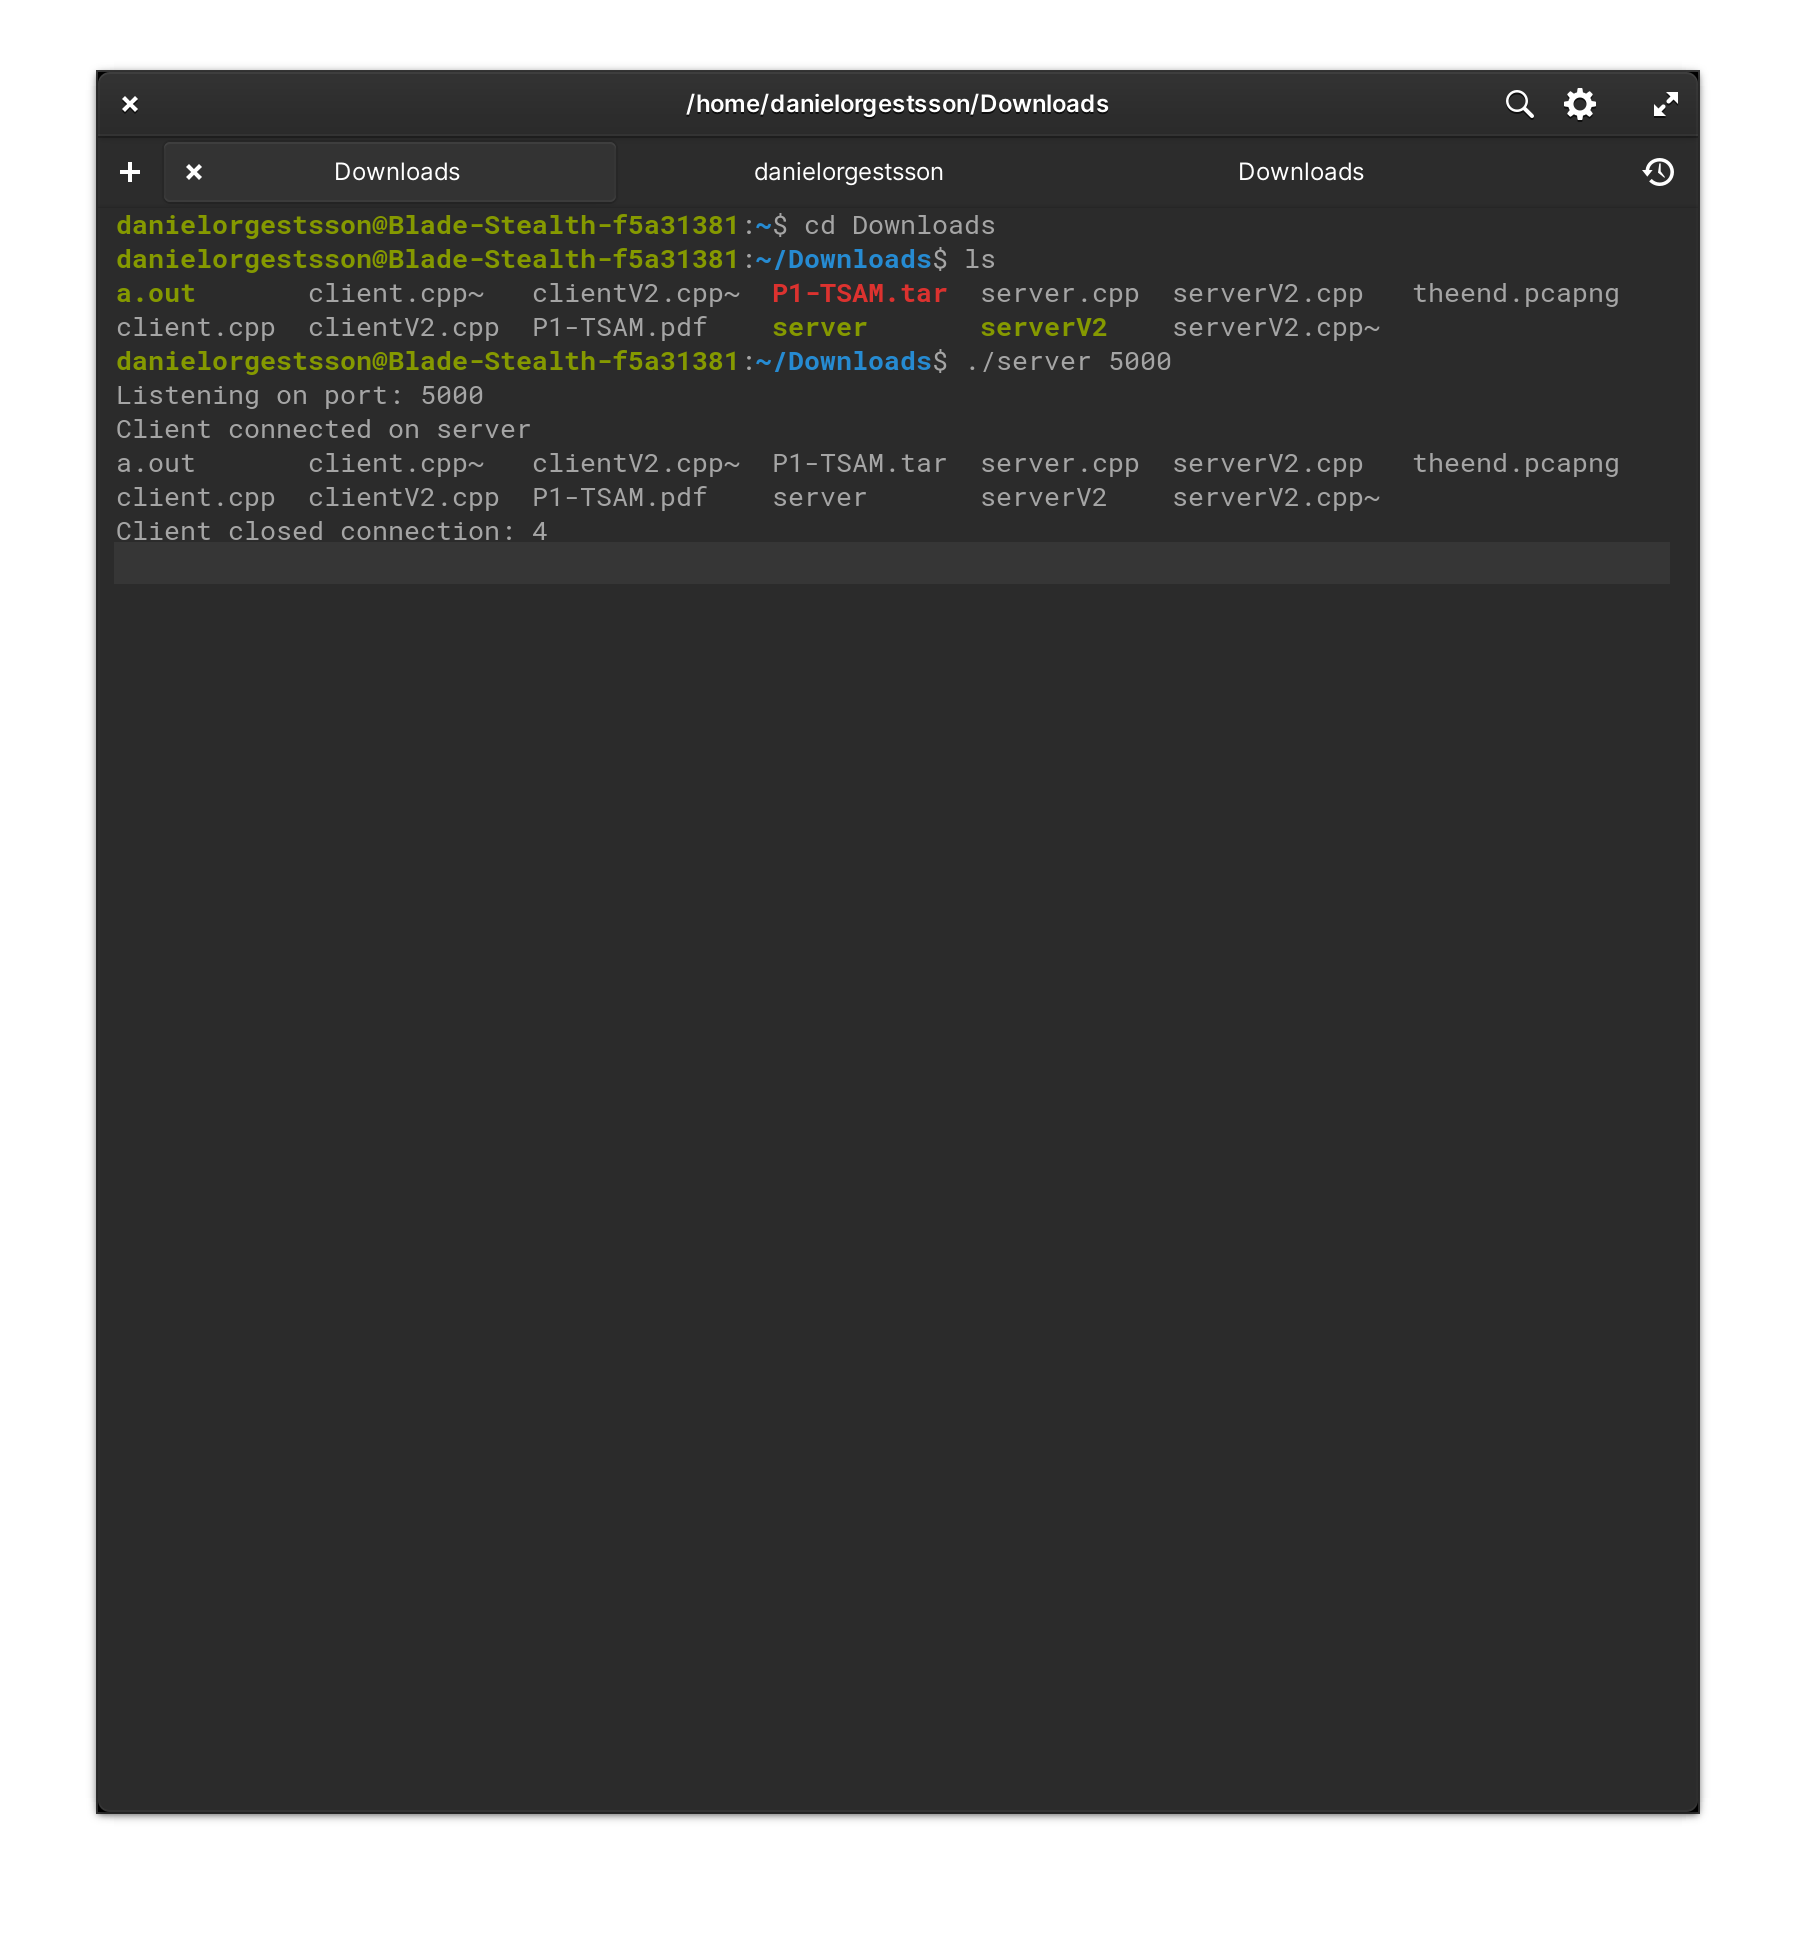 /home/danielorgestsson/Downloads
Downloads danielorgestsson Downloads
danielorgestsson@Blade-Stealth-f5a31381:~$ cd Downloads
danielorgestsson@Blade-Stealth-f5a31381:~/Downloads$ ls
a.out       client.cpp~   clientV2.cpp~  P1-TSAM.tar  server.cpp  serverV2.cpp   theend.pcapng
client.cpp  clientV2.cpp  P1-TSAM.pdf    server       serverV2    serverV2.cpp~
danielorgestsson@Blade-Stealth-f5a31381:~/Downloads$ ./server 5000
Listening on port: 5000
Client connected on server
a.out       client.cpp~   clientV2.cpp~  P1-TSAM.tar  server.cpp  serverV2.cpp   theend.pcapng
client.cpp  clientV2.cpp  P1-TSAM.pdf    server       serverV2    serverV2.cpp~
Client closed connection: 4